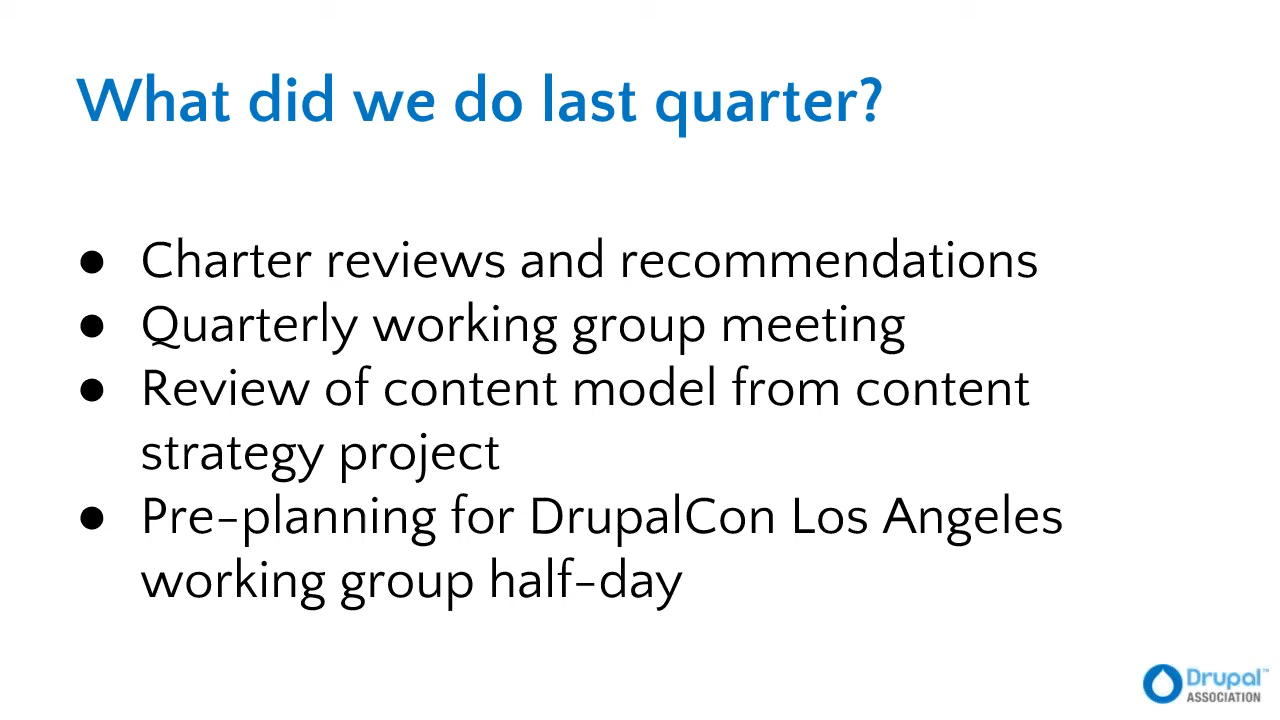 What did we do last quarter?
● Charter reviews and recommendations
● Quarterly working group meeting
● Review of content model from content
strategy project
● Pre-planning for DrupalCon Los Angeles
working group half-day
Drupal™
ASSOCIATION